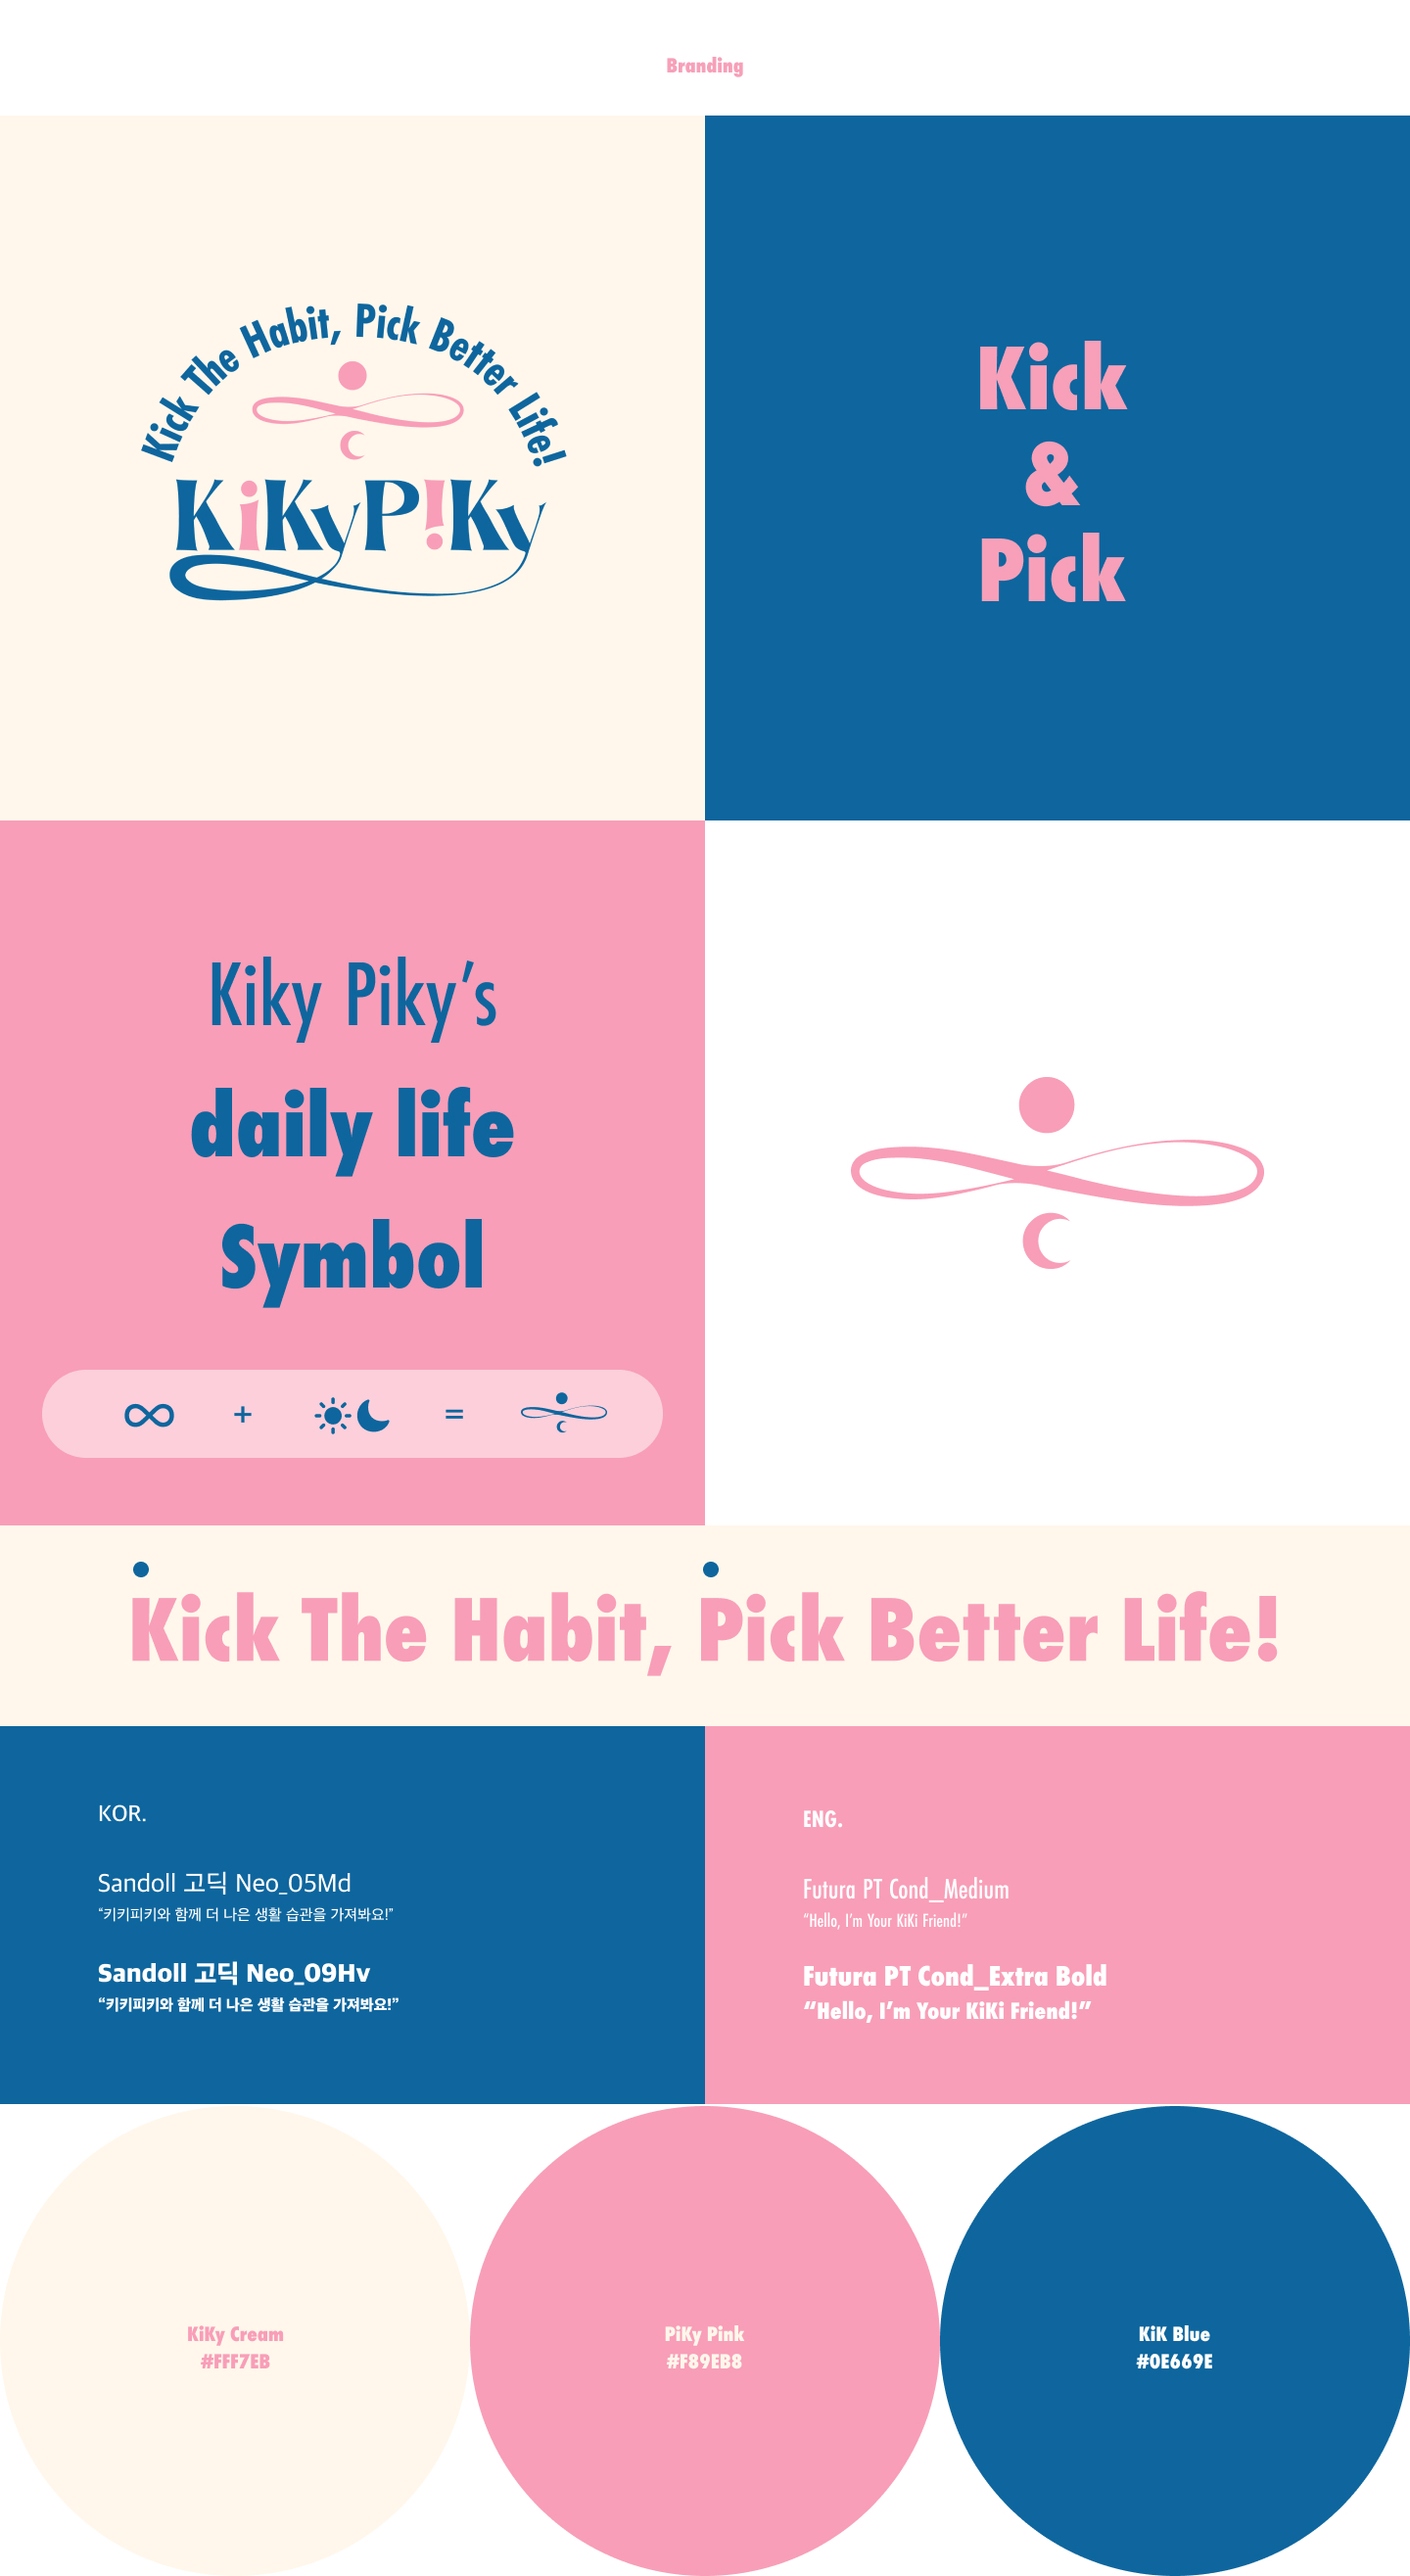 Branding
Kick The Habit, Pick Better Life!
KiKyP!Ky
Kick
&
Pick
Kiky Piky’s
daily life
Symbol
+
=
Kick The Habit, Pick Better Life!
KOR.
Sandoll 고딕 Neo_05Md
“키키피키와 함께 더 나은 생활 습관을 가져봐요!”
Sandoll 고딕 Neo_09Hv
“키키피키와 함께 더 나은 생활 습관을 가져봐요!”
ENG.
Futura PT Cond_Medium
“Hello, I’m Your KiKi Friend!”
Futura PT Cond_Extra Bold
“Hello, I’m Your KiKi Friend!”
KiKy Cream
#FFF7EB
PiKy Pink
#F89EB8
KiK Blue
#0E669E